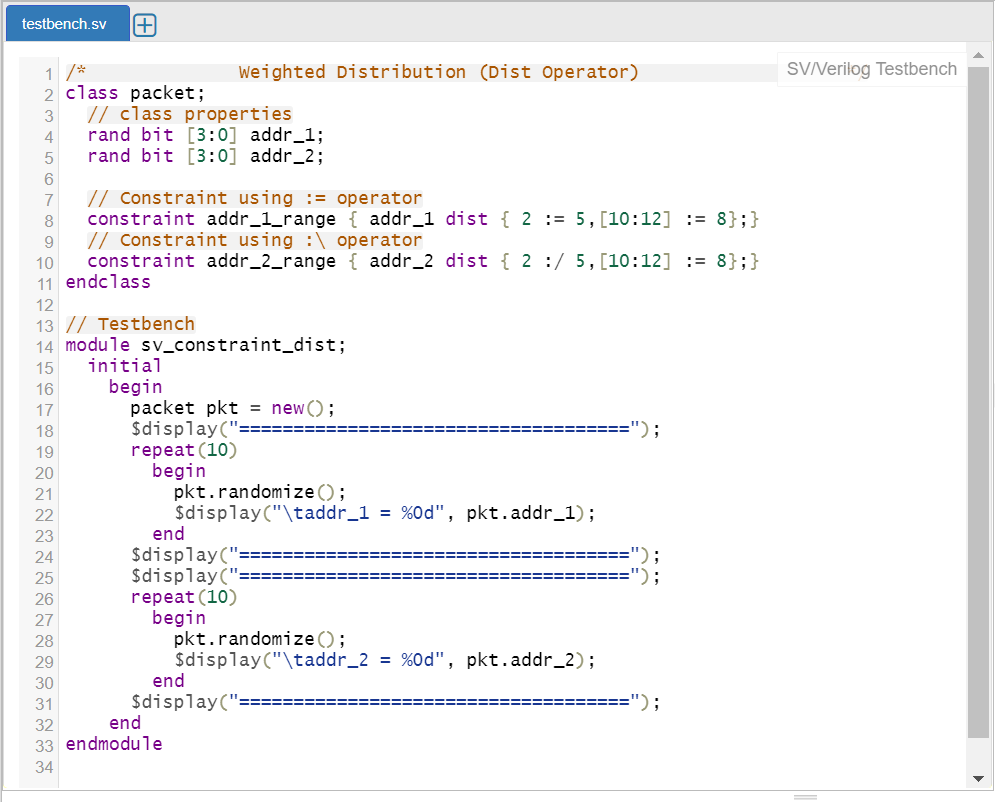 testbench.sv
SV/Verilog Testbench
1 /*              Weighted Distribution (Dist Operator)
2 class packet;
3   // class properties
4   rand bit [3:0] addr_1;
5   rand bit [3:0] addr_2;
6
7   // Constraint using := operator
8   constraint addr_1_range { addr_1 dist { 2 := 5,[10:12] := 8};}
9   // Constraint using :\ operator
10   constraint addr_2_range { addr_2 dist { 2 :/ 5,[10:12] := 8};}
11 endclass
12
13 // Testbench
14 module sv_constraint_dist;
15   initial
16     begin
17       packet pkt = new();
18       $display("====================================");
19       repeat(10)
20         begin
21           pkt.randomize();
22           $display("\taddr_1 = %0d", pkt.addr_1);
23         end
24       $display("====================================");
25       $display("====================================");
26       repeat(10)
27         begin
28           pkt.randomize();
29           $display("\taddr_2 = %0d", pkt.addr_2);
30         end
31       $display("====================================");
32     end
33 endmodule
34